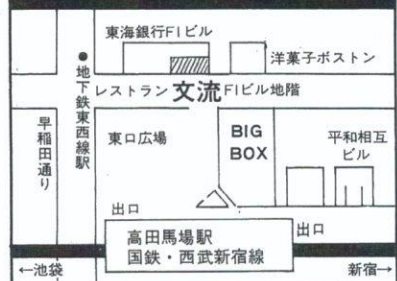 東海銀行FIビル
洋菓子ボストン
地下鉄東西線駅
レストラン 文流 FIビル地階
早稲田通り
東口広場
BIG
BOX
平和相互
ビル
出口
出口
高田馬場駅
国鉄・西武新宿線
←池袋
新宿→